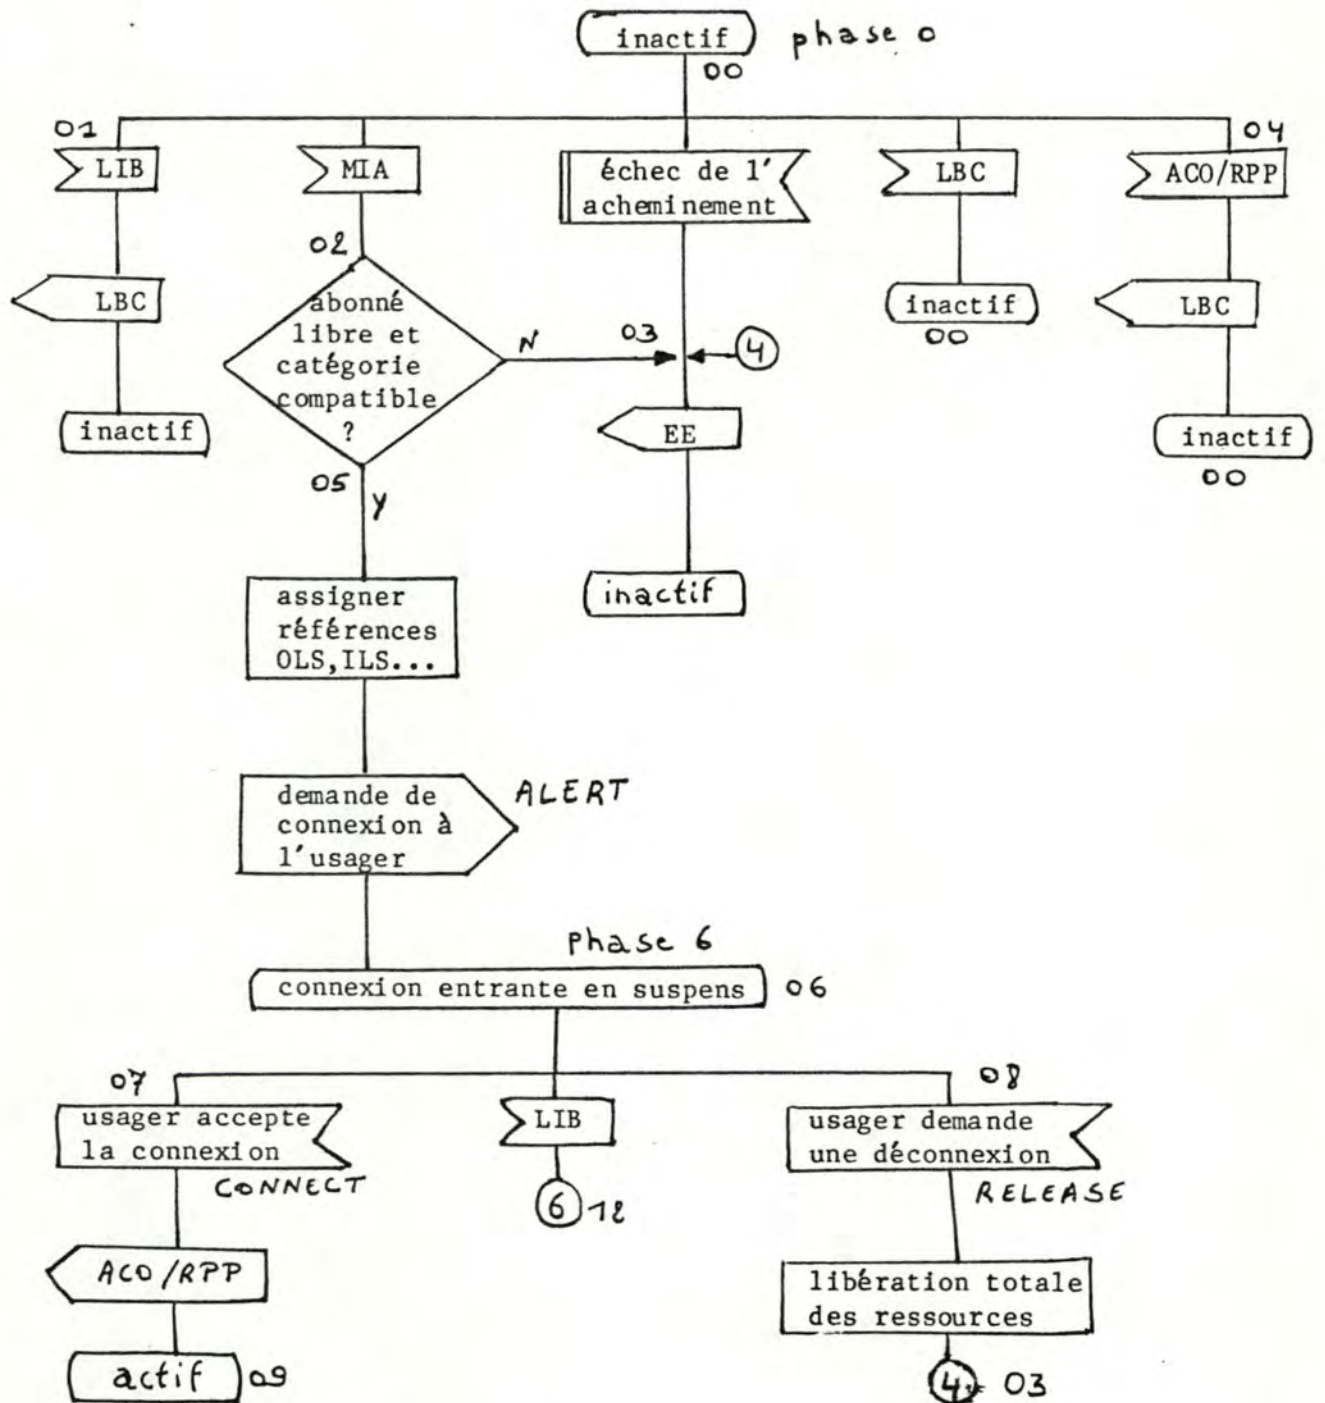 inactif
phase 0
00
01
04
LIB
MIA
échec de l'
acheminement
LBC
ACO/RPP
02
LBC
abonné
libre et
catégorie
compatible
?
N
03
4
inactif
00
LBC
inactif
EE
inactif
00
05
Y
assigner
références
OLS,ILS...
inactif
demande de
connexion à
l'usager
ALERT
phase 6
connexion entrante en suspens
06
07
08
usager accepte
la connexion
CONNECT
LIB
usager demande
une déconnexion
RELEASE
6
12
ACO/RPP
libération totale
des ressources
actif
09
4
03